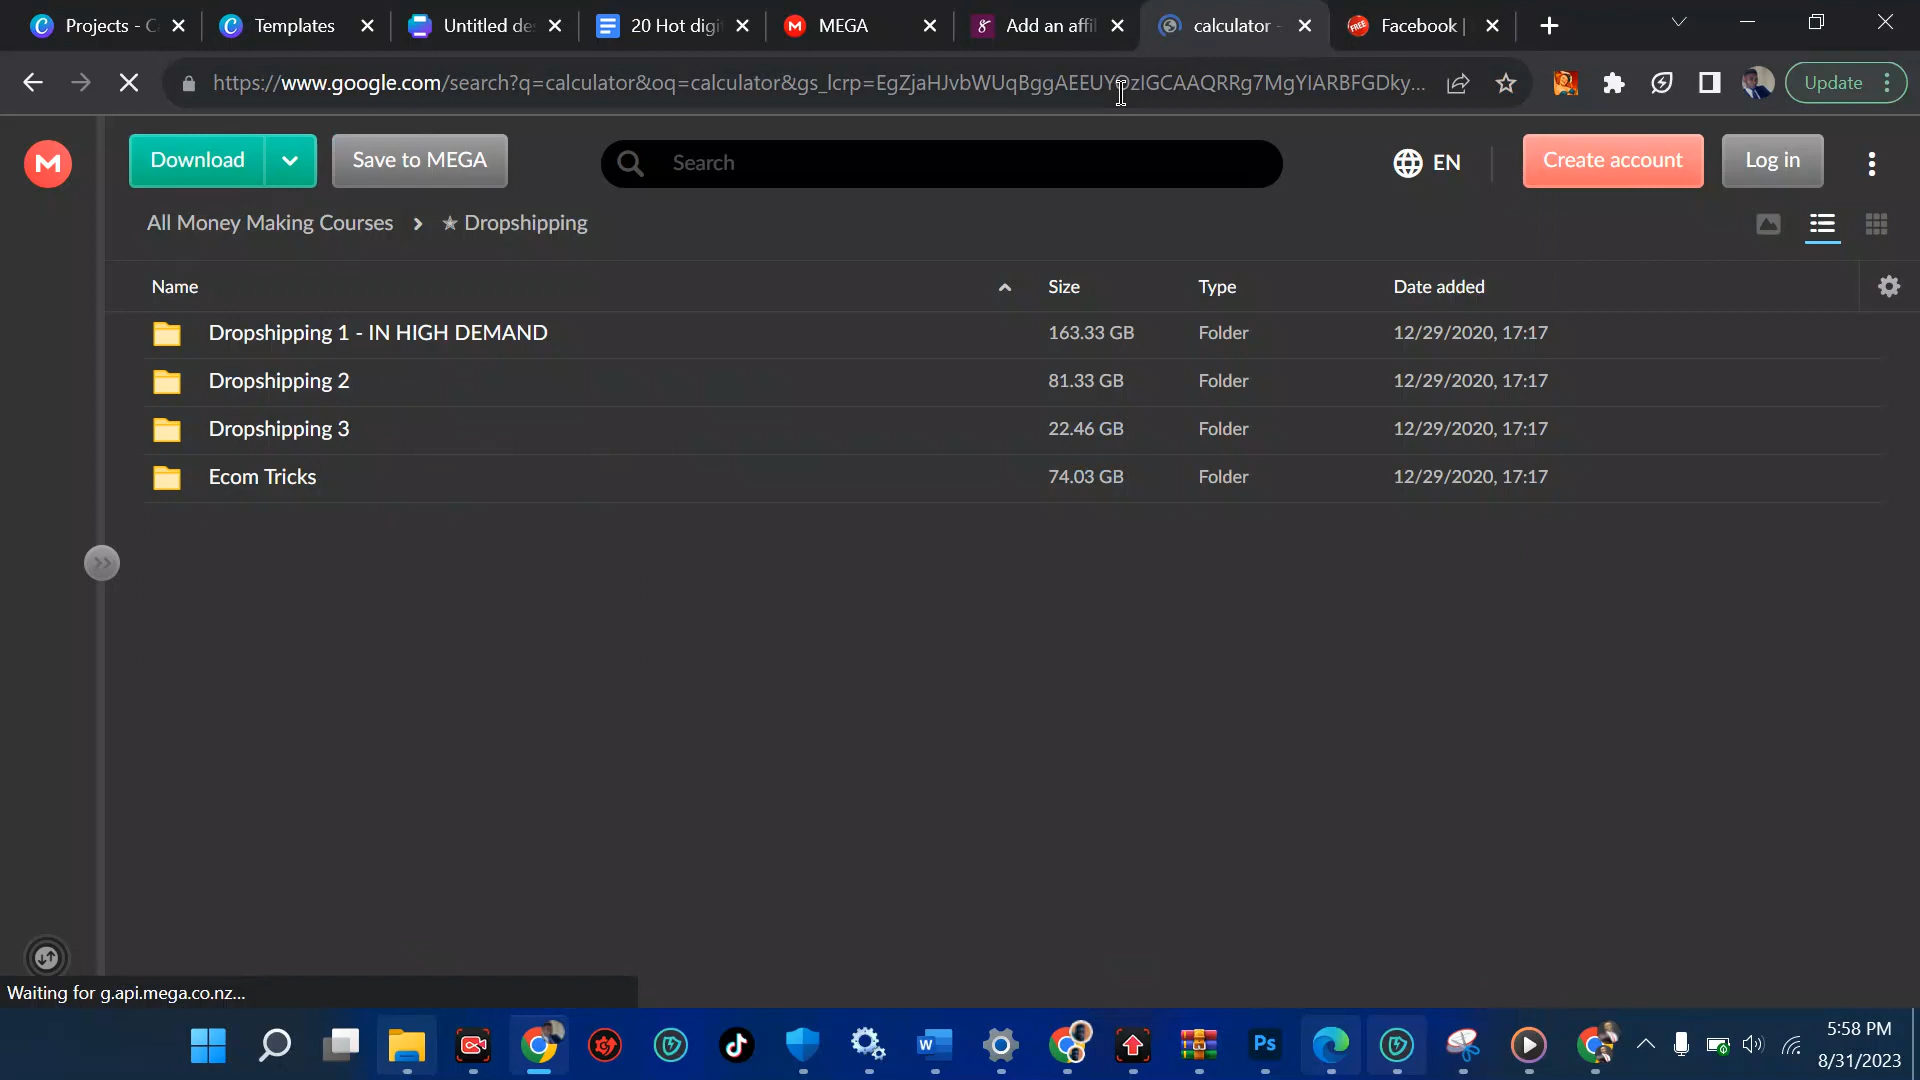 Projects - C
Templates
Untitled de
20 Hot digi
MEGA
Add an affil
calculator -
Facebook |
https://www.google.com/search?q=calculator&oq=calculator&gs_lcrp=
Update
M
Download
Save to MEGA
Search
EN
Create account
Log in
All Money Making Courses
★ Dropshipping
Name
Size
Type
Date added
Dropshipping 1 - IN HIGH DEMAND
163.33 GB
Folder
12/29/2020, 17:17
Dropshipping 2
81.33 GB
Folder
12/29/2020, 17:17
Dropshipping 3
22.46 GB
Folder
12/29/2020, 17:17
Ecom Tricks
74.03 GB
Folder
12/29/2020, 17:17
Waiting for g.api.mega.co.nz...
W
Ps
5:58 PM
8/31/2023